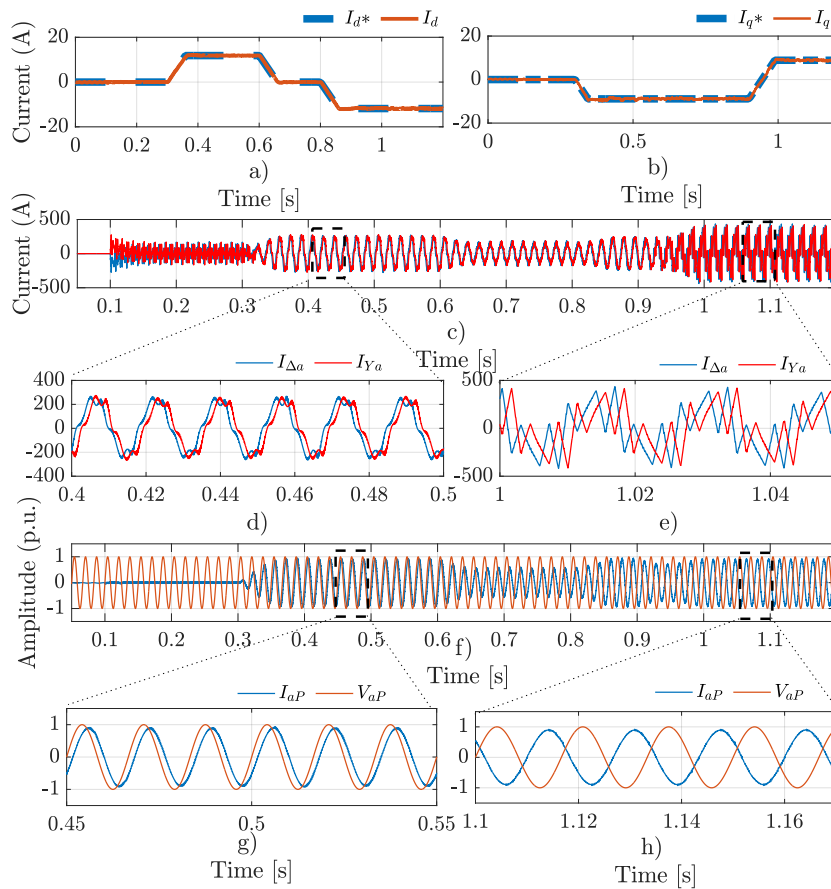 I_d* I_d
Current (A)
20
0
-20
0 0.2 0.4 0.6 0.8 1
a)
Time [s]
I_q* I_q
Current (A)
20
0
-20
0 0.5 1
b)
Time [s]
Current (A)
500
0
-500
0.1 0.2 0.3 0.4 0.5 0.6 0.7 0.8 0.9 1 1.1
c)
Time [s]
I_Δa I_Ya
400
200
0
-200
-400
0.4 0.42 0.44 0.46 0.48 0.5
d)
I_Δa I_Ya
500
0
-500
1 1.02 1.04
e)
Amplitude (p.u.)
1
0
-1
0.1 0.2 0.3 0.4 0.5 0.6 0.7 0.8 0.9 1 1.1
f)
Time [s]
I_aP V_aP
1
0
-1
0.45 0.5 0.55
g)
Time [s]
I_aP V_aP
1
0
-1
1.1 1.12 1.14 1.16
h)
Time [s]